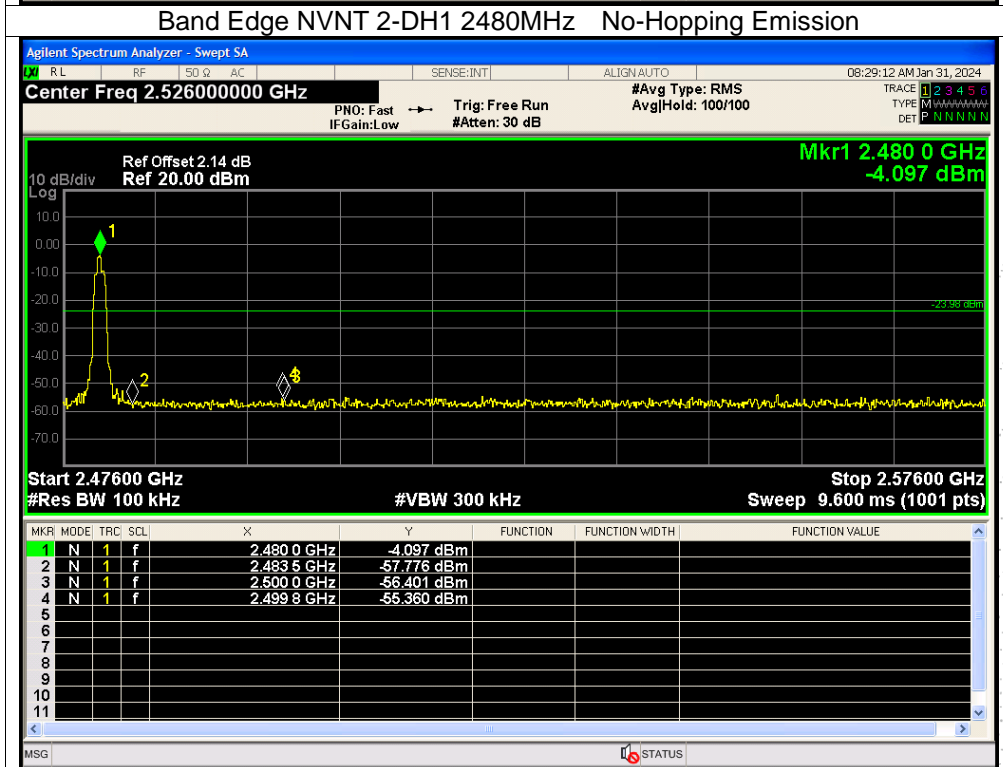 Band Edge NVNT 2-DH1 2480MHz No-Hopping Emission
Agilent Spectrum Analyzer - Swept SA
LXI RL RF 50 Ω AC SENSE:INT ALIGNAUTO 08:29:12 AM Jan 31, 2024
Center Freq 2.526000000 GHz #Avg Type: RMS TRACE 1 2 3 4 5 6
PNO: Fast Trig: Free Run Avg|Hold: 100/100 TYPE M WWWWW
IFGain:Low #Atten: 30 dB DET P N N N N N
Ref Offset 2.14 dB Mkr1 2.480 0 GHz
10 dB/div Ref 20.00 dBm -4.097 dBm
Log
10.0
1
0.00
-10.0
-20.0
-23.98 dBm
-30.0
-40.0
2
-50.0
-60.0
-70.0
Start 2.47600 GHz Stop 2.57600 GHz
#Res BW 100 kHz #VBW 300 kHz Sweep 9.600 ms (1001 pts)
MKR MODE TRC SCL X Y FUNCTION FUNCTION WIDTH FUNCTION VALUE
1 N 1 f 2.480 0 GHz -4.097 dBm
2 N 1 f 2.483 5 GHz -57.776 dBm
3 N 1 f 2.500 0 GHz -56.401 dBm
4 N 1 f 2.499 8 GHz -55.360 dBm
5
6
7
8
9
10
11
MSG STATUS